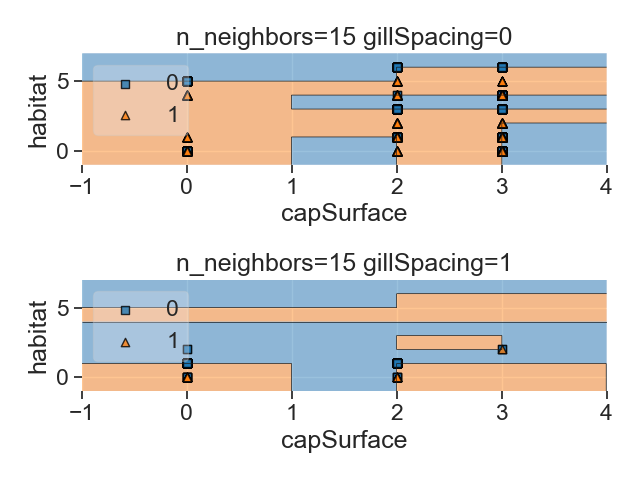 n_neighbors=15 gillSpacing=0
habitat
5
0
0
1
−1 0 1 2 3 4
capSurface
n_neighbors=15 gillSpacing=1
habitat
5
0
0
1
−1 0 1 2 3 4
capSurface